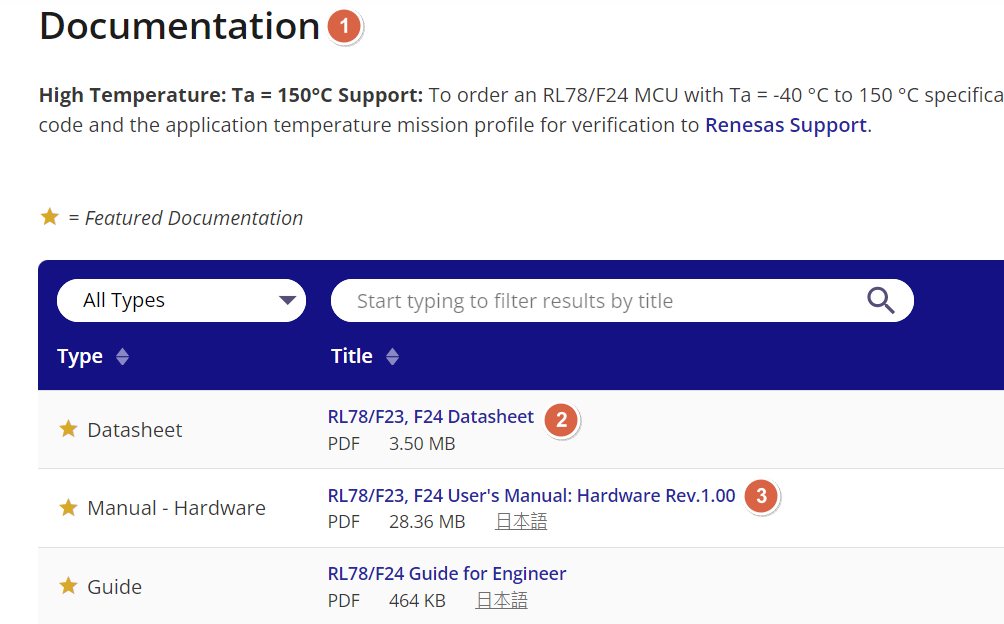 Documentation 1
High Temperature: Ta = 150°C Support: To order an RL78/F24 MCU with Ta = -40 °C to 150 °C specifica
code and the application temperature mission profile for verification to Renesas Support.
= Featured Documentation
All Types
Start typing to filter results by title
Type
Title
Datasheet
RL78/F23, F24 Datasheet 2
PDF 3.50 MB
Manual - Hardware
RL78/F23, F24 User's Manual: Hardware Rev.1.00 3
PDF 28.36 MB 日本語
Guide
RL78/F24 Guide for Engineer
PDF 464 KB 日本語